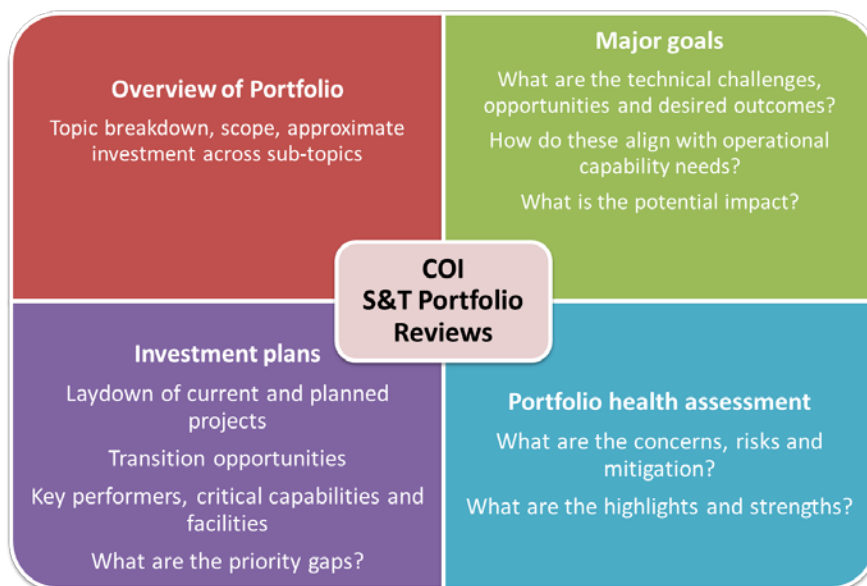 Overview of Portfolio
Topic breakdown, scope, approximate
investment across sub-topics
Major goals
What are the technical challenges,
opportunities and desired outcomes?
How do these align with operational
capability needs?
What is the potential impact?
COI
S&T Portfolio
Reviews
Investment plans
Laydown of current and planned
projects
Transition opportunities
Key performers, critical capabilities and
facilities
What are the priority gaps?
Portfolio health assessment
What are the concerns, risks and
mitigation?
What are the highlights and strengths?